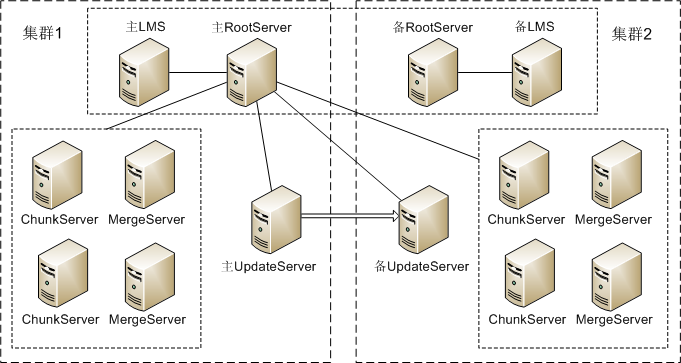 集群1
主LMS
主RootServer
备RootServer
备LMS
集群2
ChunkServer
MergeServer
ChunkServer
MergeServer
主UpdateServer
备UpdateServer
ChunkServer
MergeServer
ChunkServer
MergeServer